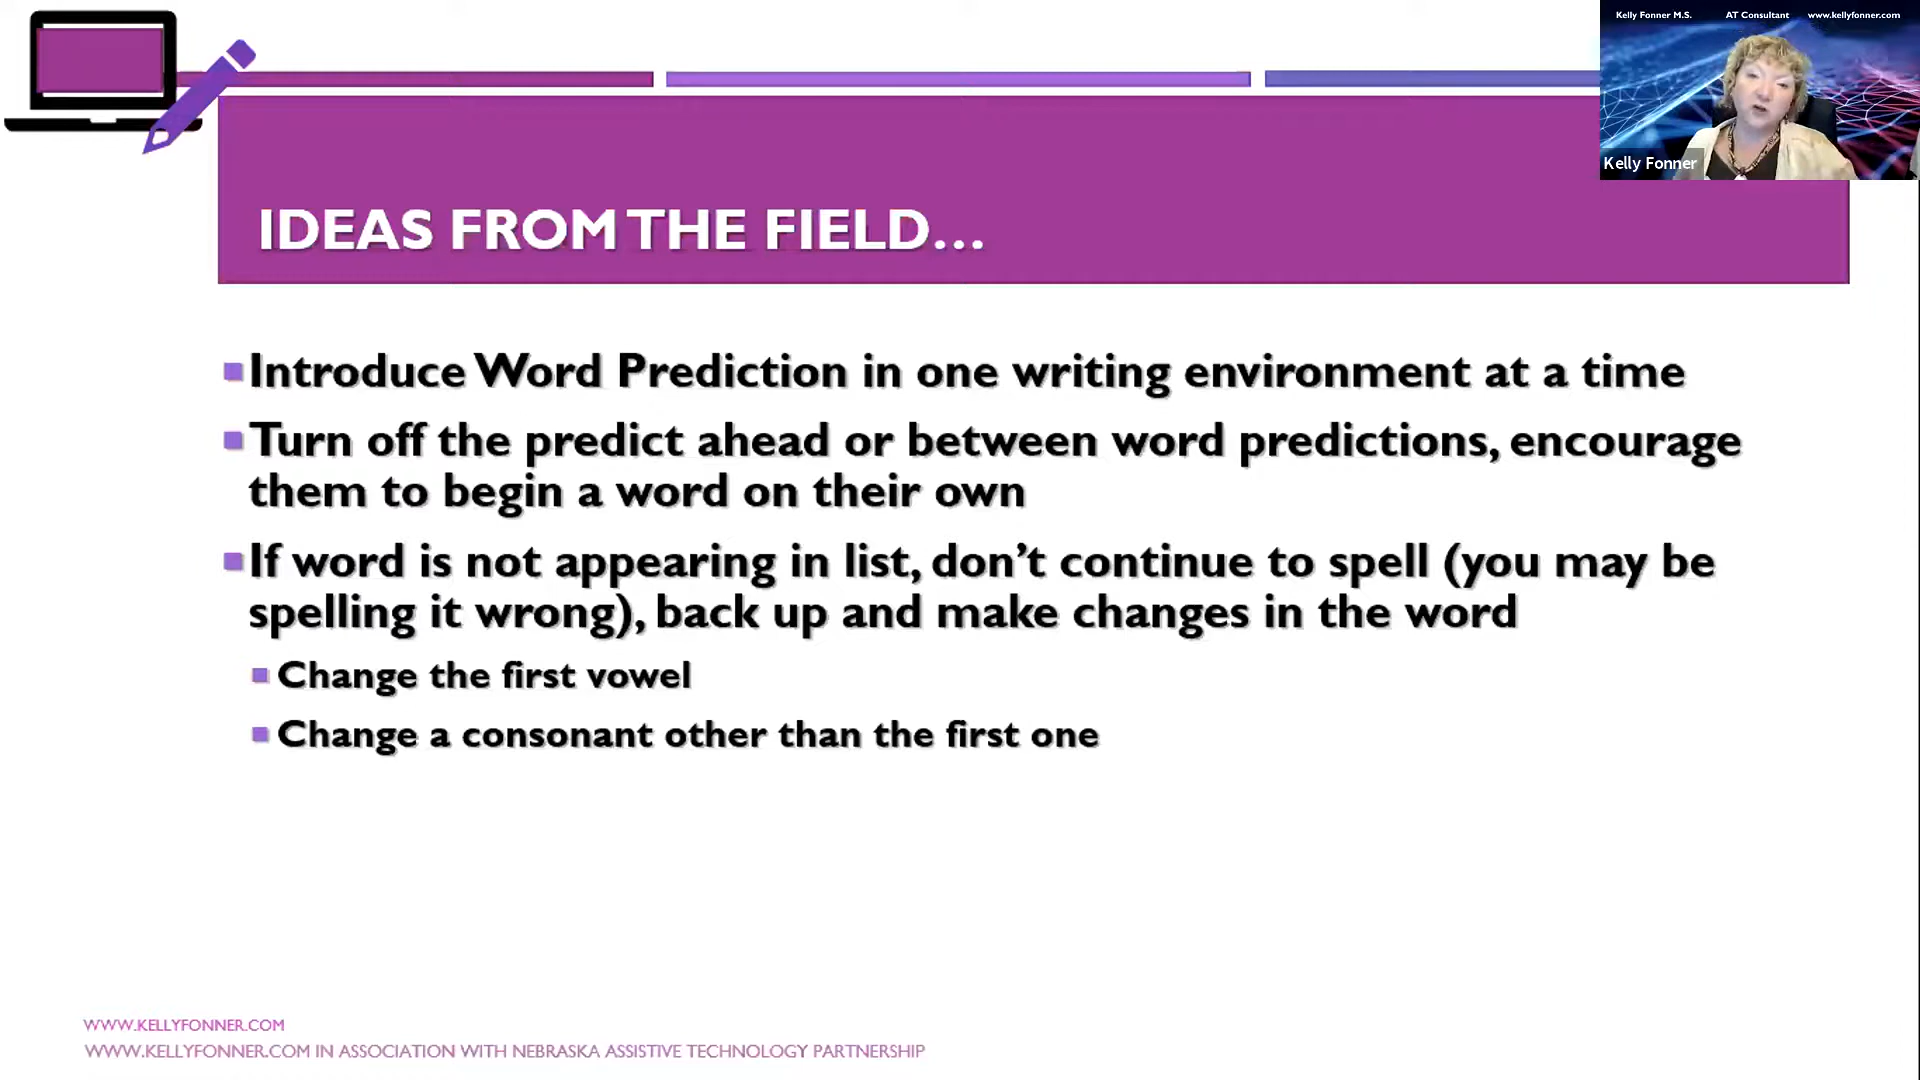 Kelly Fonner M.S. AT Consultant www.kellyfonner.com
Kelly Fonner
IDEAS FROM THE FIELD…
Introduce Word Prediction in one writing environment at a time
Turn off the predict ahead or between word predictions, encourage
them to begin a word on their own
If word is not appearing in list, don’t continue to spell (you may be
spelling it wrong), back up and make changes in the word
Change the first vowel
Change a consonant other than the first one
WWW.KELLYFONNER.COM
WWW.KELLYFONNER.COM IN ASSOCIATION WITH NEBRASKA ASSISTIVE TECHNOLOGY PARTNERSHIP